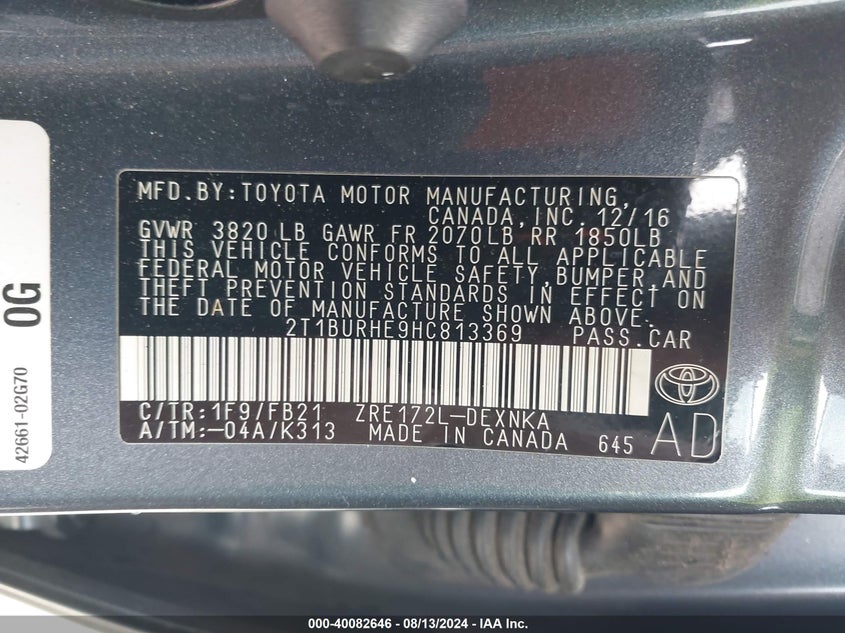 MFD.BY:TOYOTA MOTOR MANUFACTURING,
CANADA,INC. 12/16
GVWR 3820 LB GAWR FR 2070LB RR 1850LB
THIS VEHICLE CONFORMS TO ALL APPLICABLE
FEDERAL MOTOR VEHICLE SAFETY,BUMPER,AND
THEFT PREVENTION STANDARDS IN EFFECT ON
THE DATE OF MANUFACTURE SHOWN ABOVE.
2T1BURHE9HC813369 PASS.CAR
C/TR:1F9/FB21 ZRE172L-DEXNKA
A/TM:-04A/K313 MADE IN CANADA 645
AD
42661-02G70 0G
000-40082646 - 08/13/2024 - IAA Inc.